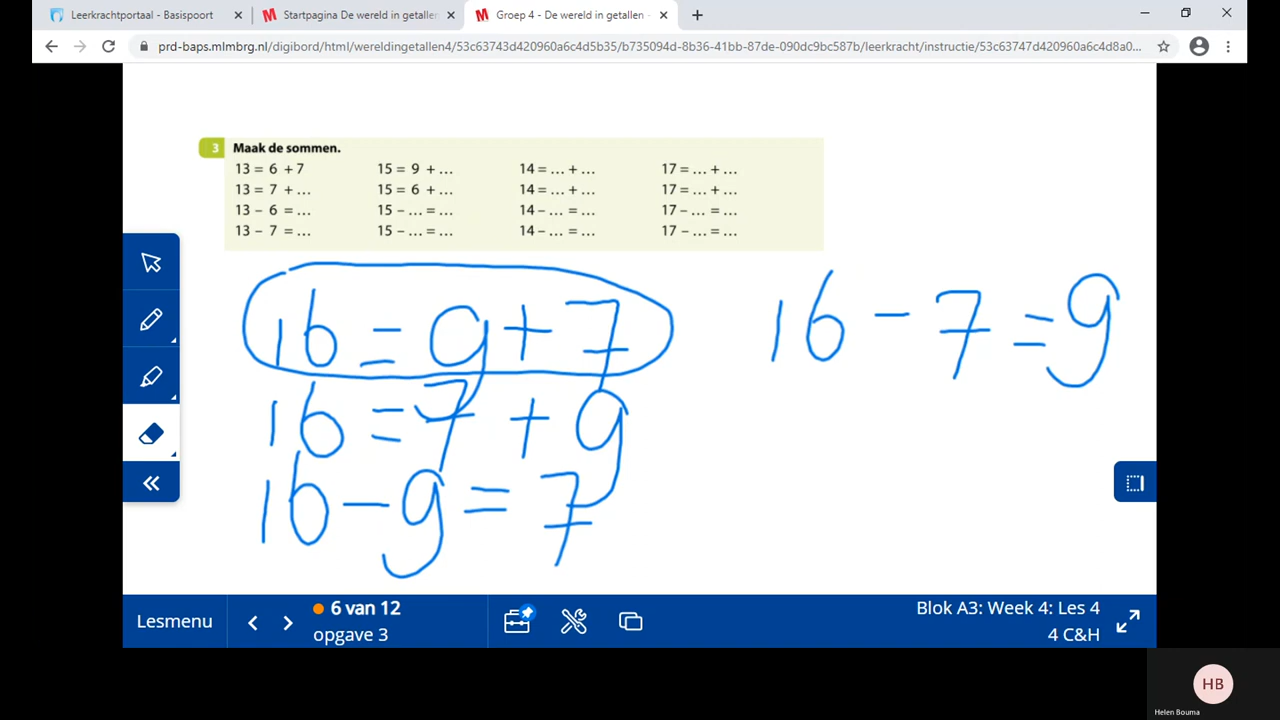 Leerkrachtportaal - Basispoort
Startpagina De wereld in getallen
Groep 4 - De wereld in getallen -
prd-baps.mlmbrg.nl/digibord/html/wereldingetallen4/53c63743d420960a6c4d5b35/b735094d-8b36-41bb-87de-090dc9bc587b/leerkracht/instructie/53c63747d420960a6c4d8a0...
3 Maak de sommen.
13 = 6 + 7 15 = 9 + ... 14 = ... + ... 17 = ... + ...
13 = 7 + ... 15 = 6 + ... 14 = ... + ... 17 = ... + ...
13 – 6 = ... 15 – ... = ... 14 – ... = ... 17 – ... = ...
13 – 7 = ... 15 – ... = ... 14 – ... = ... 17 – ... = ...
16 = 9 + 7 16 - 7 = 9
16 = 7 + 9
16 - 9 = 7
Lesmenu
6 van 12
opgave 3
Blok A3: Week 4: Les 4
4 C&H
HB
Helen Bouma